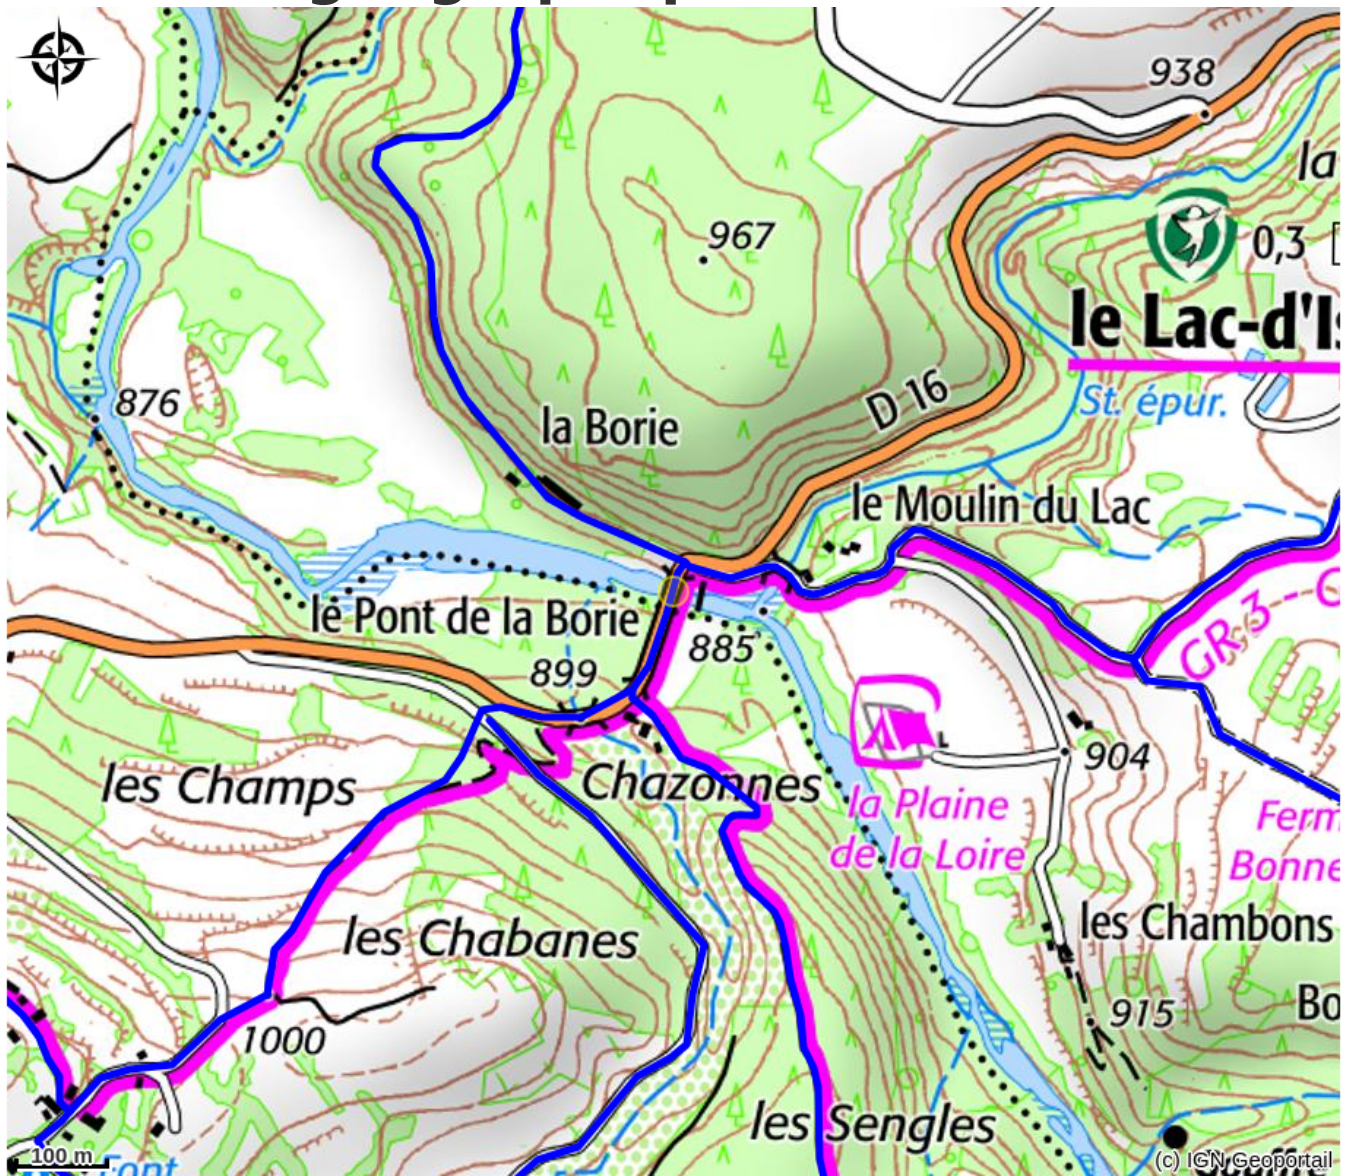 938
la
967
0,3
le Lac-d'Is
D 16
876
St. épur.
la Borie
le Moulin du Lac
le Pont de la Borie
885
GR 3 -
899
904
les Champs
Chazonnes
la Plaine
de la Loire
Ferm
Bonne
les Chabanes
les Chambons
Bo
915
1000
les Sengles
100 m
Font
(c) IGN Geoportail